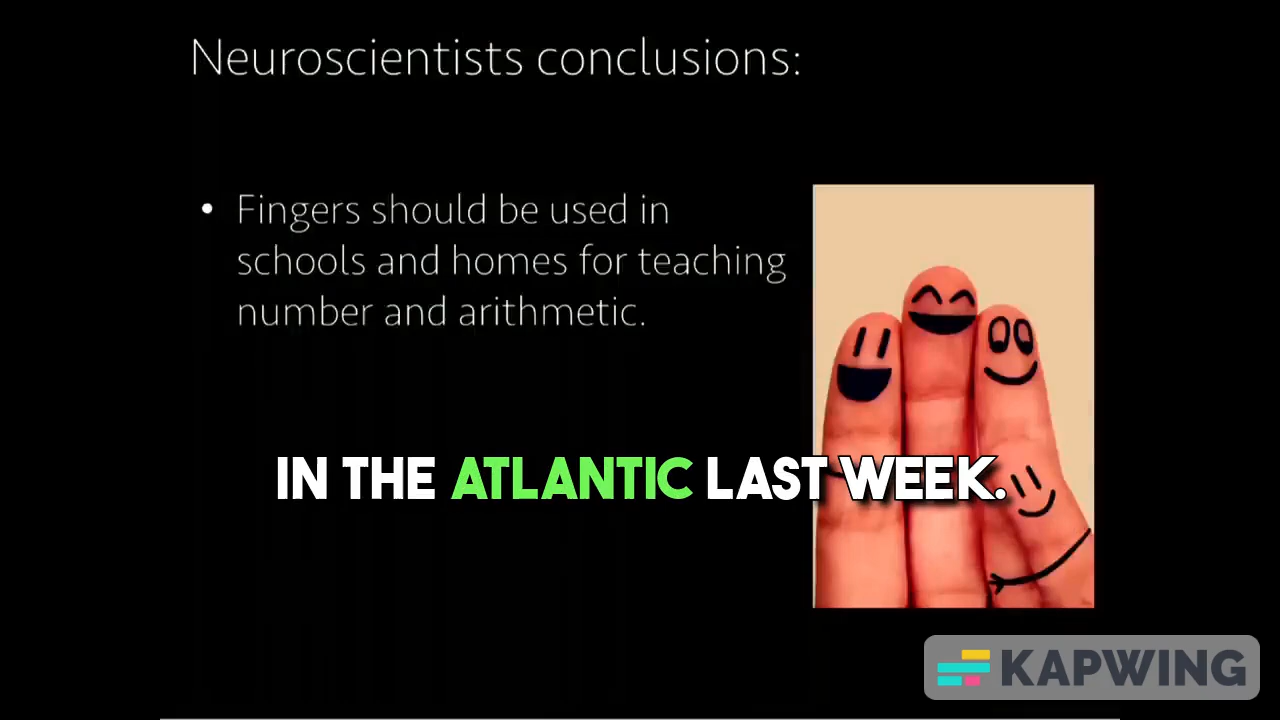 Neuroscientists conclusions:
• Fingers should be used in
schools and homes for teaching
number and arithmetic.
IN THE ATLANTIC LAST WEEK.
KAPWING